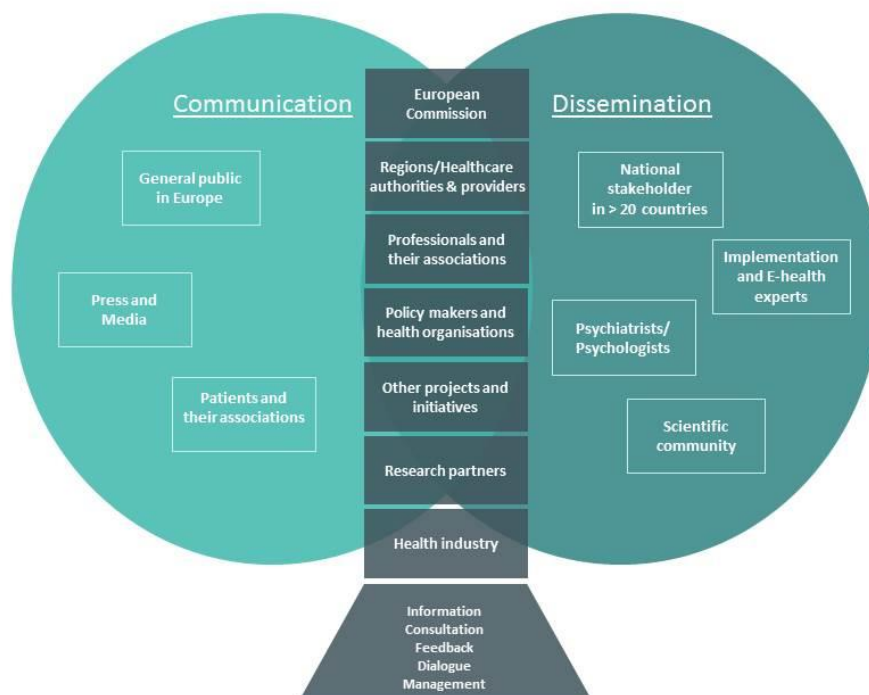 Communication
General public
in Europe
Press and
Media
Patients and
their associations
European
Commission
Regions/Healthcare
authorities & providers
Professionals and
their associations
Policy makers and
health organisations
Other projects and
initiatives
Research partners
Health industry
Information
Consultation
Feedback
Dialogue
Management
Dissemination
National
stakeholder
in > 20 countries
Implementation
and E-health
experts
Psychiatrists/
Psychologists
Scientific
community